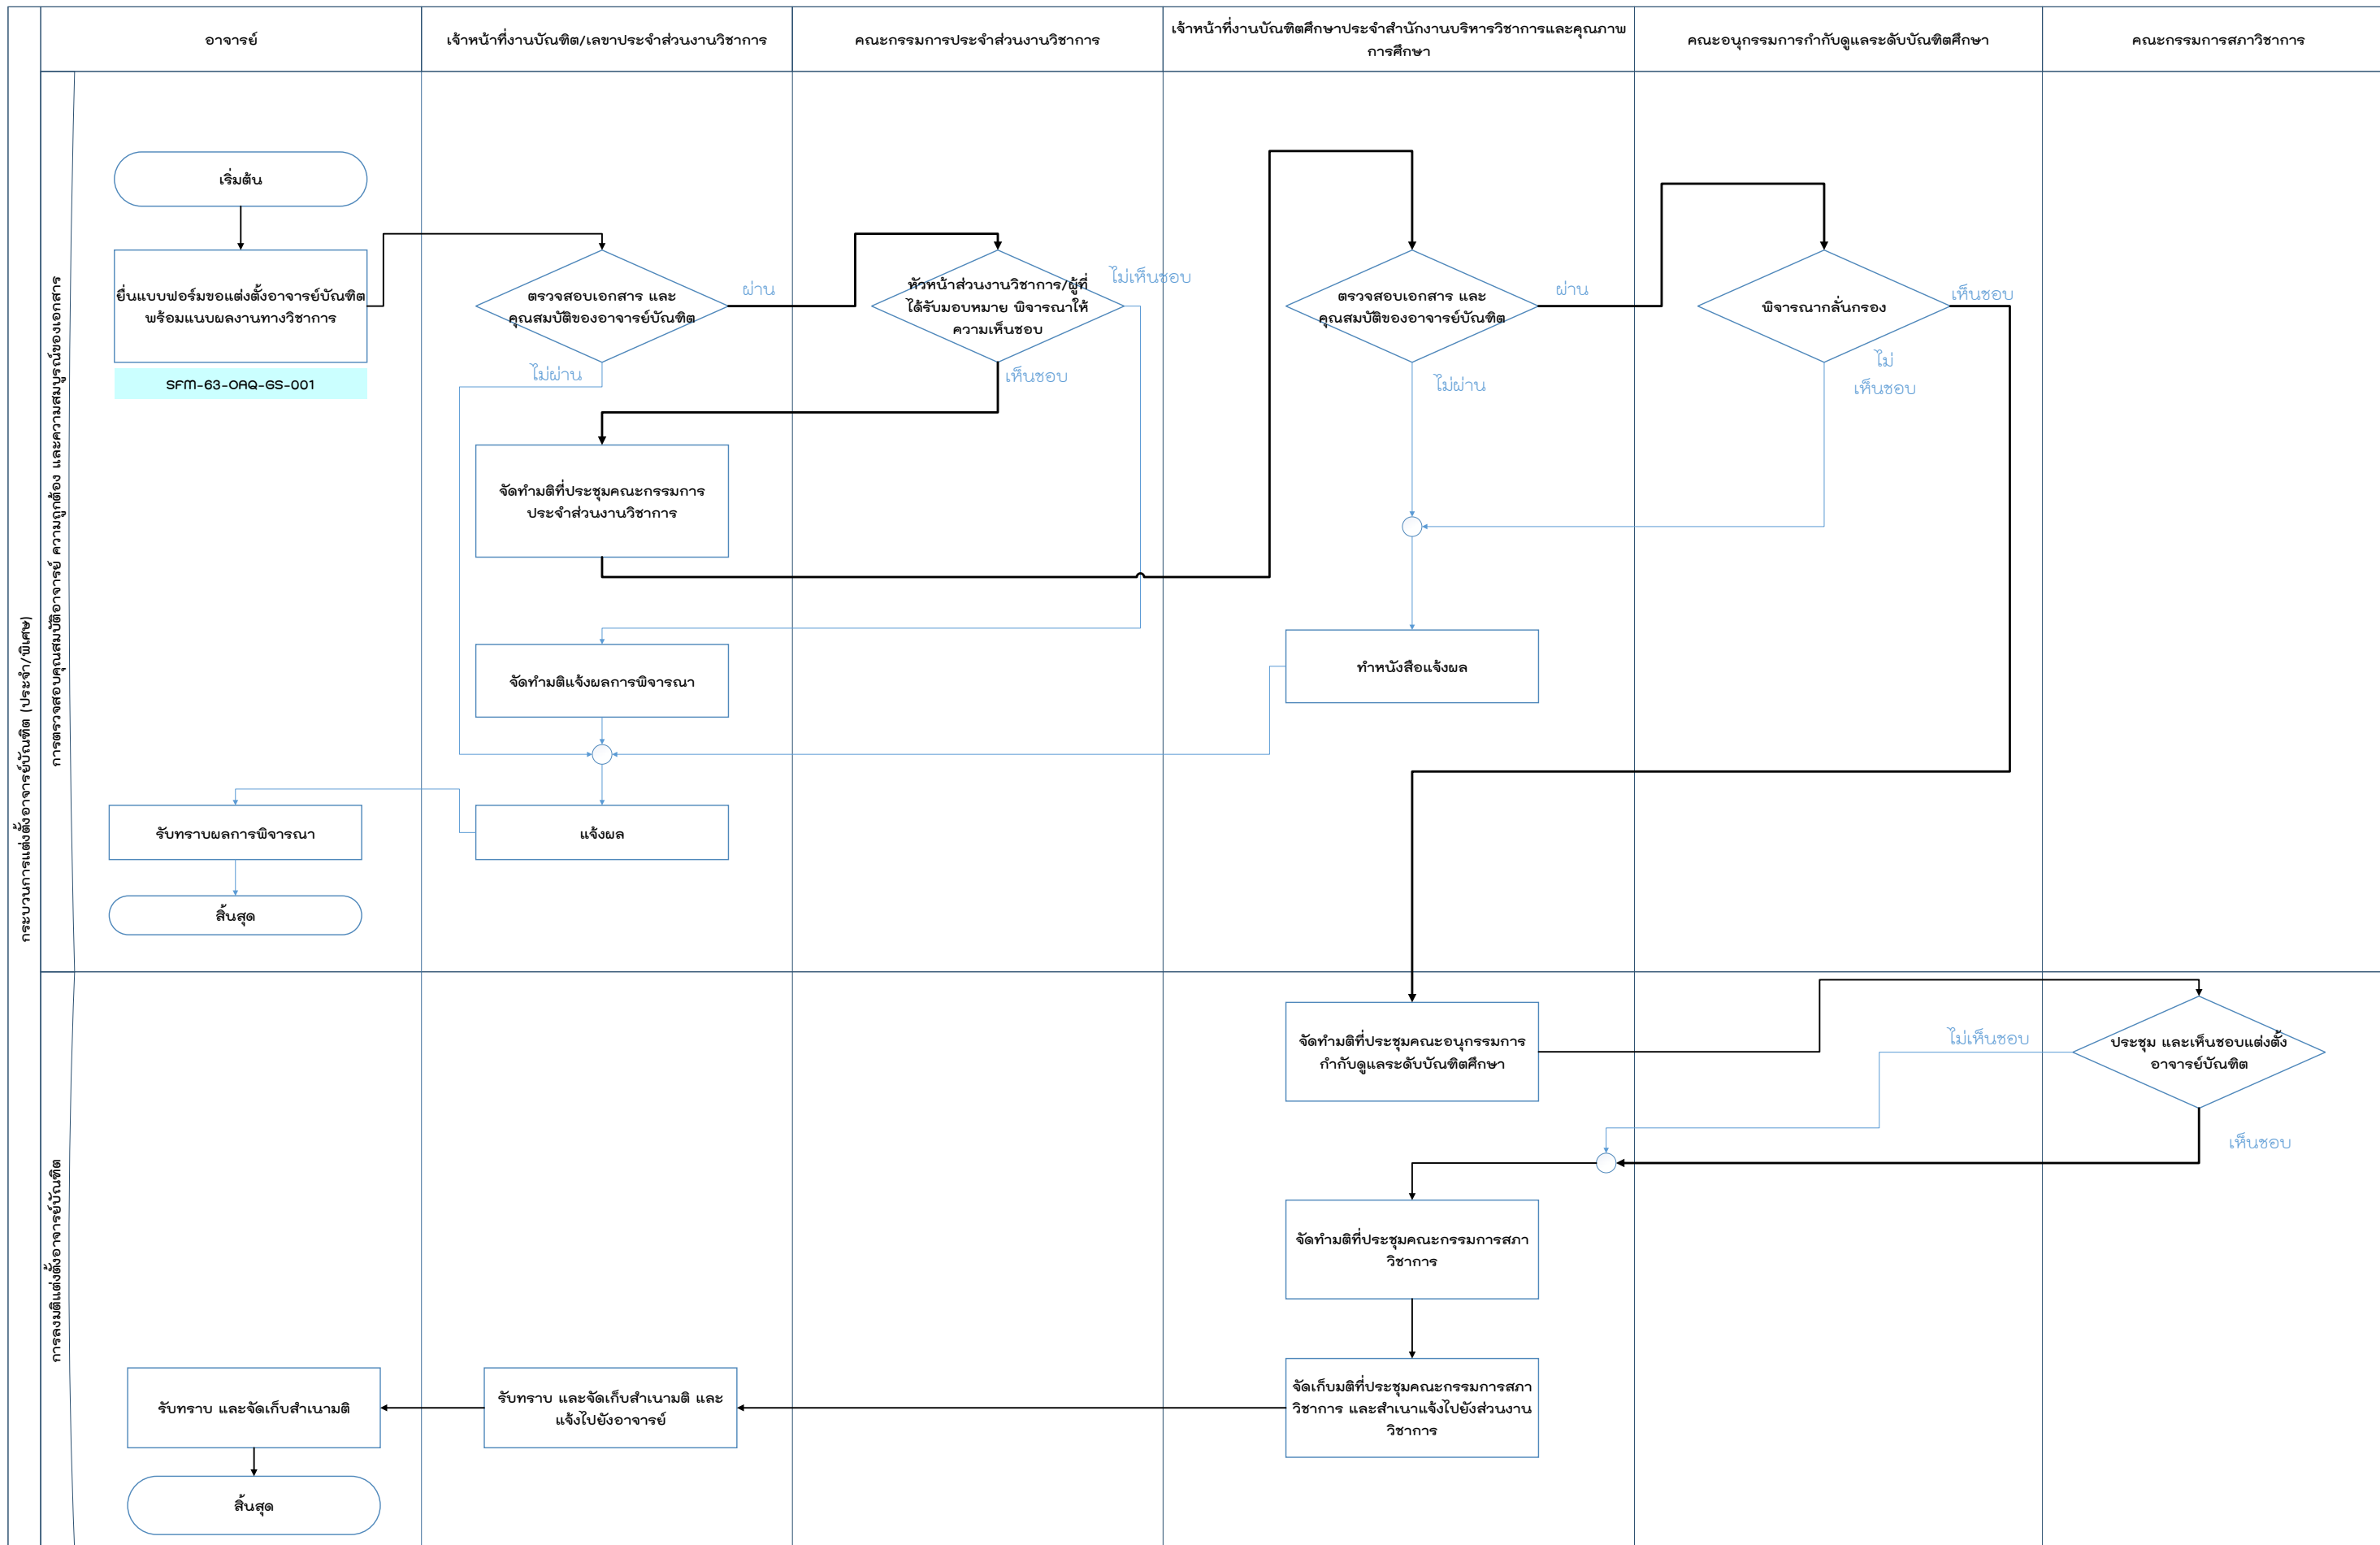 อาจารย์
เจ้าหน้าที่งานบัณฑิต/เลขาประจำส่วนงานวิชาการ
คณะกรรมการประจำส่วนงานวิชาการ
เจ้าหน้าที่งานบัณฑิตศึกษาประจำสำนักงานบริหารวิชาการและคุณภาพ
การศึกษา
คณะอนุกรรมการกำกับดูแลระดับบัณฑิตศึกษา
คณะกรรมการสภาวิชาการ
กระบวนการแต่งตั้งอาจารย์บัณฑิต (ประจำ/พิเศษ)
การตรวจสอบคุณสมบัติอาจารย์ ความถูกต้อง และความสมบูรณ์ของเอกสาร
เริ่มต้น
ยื่นแบบฟอร์มขอแต่งตั้งอาจารย์บัณฑิต
พร้อมแนบผลงานทางวิชาการ
SFM-63-OAQ-GS-001
ตรวจสอบเอกสาร และ
คุณสมบัติของอาจารย์บัณฑิต
ผ่าน
ไม่ผ่าน
หัวหน้าส่วนงานวิชาการ/ผู้ที่
ได้รับมอบหมาย พิจารณาให้
ความเห็นชอบ
ไม่เห็นชอบ
เห็นชอบ
ตรวจสอบเอกสาร และ
คุณสมบัติของอาจารย์บัณฑิต
ผ่าน
ไม่ผ่าน
พิจารณากลั่นกรอง
เห็นชอบ
ไม่
เห็นชอบ
จัดทำมติที่ประชุมคณะกรรมการ
ประจำส่วนงานวิชาการ
จัดทำมติแจ้งผลการพิจารณา
ทำหนังสือแจ้งผล
รับทราบผลการพิจารณา
แจ้งผล
สิ้นสุด
การลงมติแต่งตั้งอาจารย์บัณฑิต
จัดทำมติที่ประชุมคณะอนุกรรมการ
กำกับดูแลระดับบัณฑิตศึกษา
ไม่เห็นชอบ
ประชุม และเห็นชอบแต่งตั้ง
อาจารย์บัณฑิต
เห็นชอบ
จัดทำมติที่ประชุมคณะกรรมการสภา
วิชาการ
จัดเก็บมติที่ประชุมคณะกรรมการสภา
วิชาการ และสำเนาแจ้งไปยังส่วนงาน
วิชาการ
รับทราบ และจัดเก็บสำเนามติ และ
แจ้งไปยังอาจารย์
รับทราบ และจัดเก็บสำเนามติ
สิ้นสุด